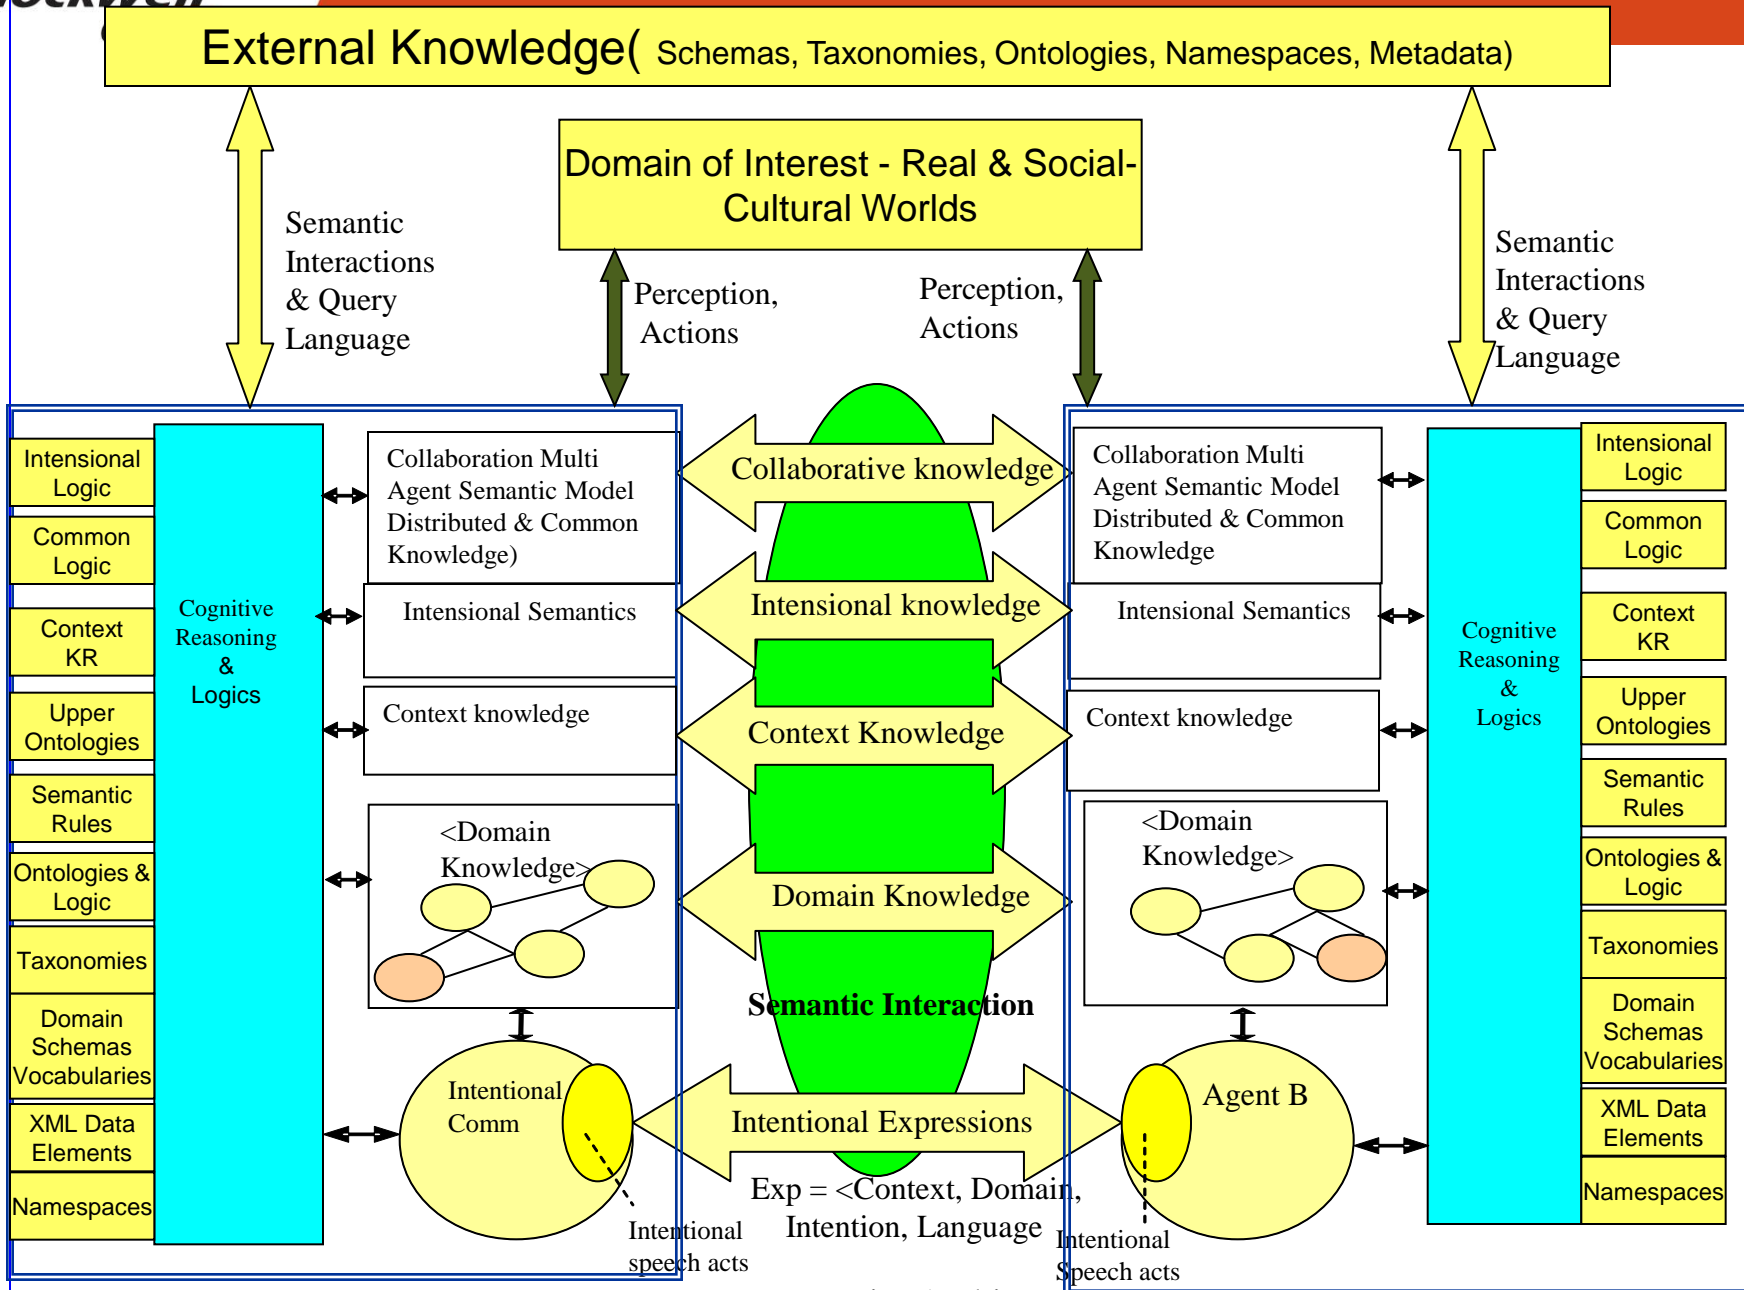 External Knowledge( Schemas, Taxonomies, Ontologies, Namespaces, Metadata)
Domain of Interest - Real & Social-
Cultural Worlds
Semantic
Interactions
& Query
Language
Perception,
Actions
Perception,
Actions
Semantic
Interactions
& Query
Language
Intensional
Logic
Common
Logic
Context
KR
Upper
Ontologies
Semantic
Rules
Ontologies &
Logic
Taxonomies
Domain
Schemas
Vocabularies
XML Data
Elements
Namespaces
Cognitive
Reasoning
&
Logics
Collaboration Multi
Agent Semantic Model
Distributed & Common
Knowledge)
Intensional Semantics
Context knowledge
<Domain
Knowledge>
Intentional
Comm
Intentional
speech acts
Collaborative knowledge
Intensional knowledge
Context Knowledge
Domain Knowledge
Semantic Interaction
Intentional Expressions
Exp = <Context, Domain,
Intention, Language
Collaboration Multi
Agent Semantic Model
Distributed & Common
Knowledge
Intensional Semantics
Context knowledge
<Domain
Knowledge>
Agent B
Intentional
Speech acts
Cognitive
Reasoning
&
Logics
Intensional
Logic
Common
Logic
Context
KR
Upper
Ontologies
Semantic
Rules
Ontologies &
Logic
Taxonomies
Domain
Schemas
Vocabularies
XML Data
Elements
Namespaces